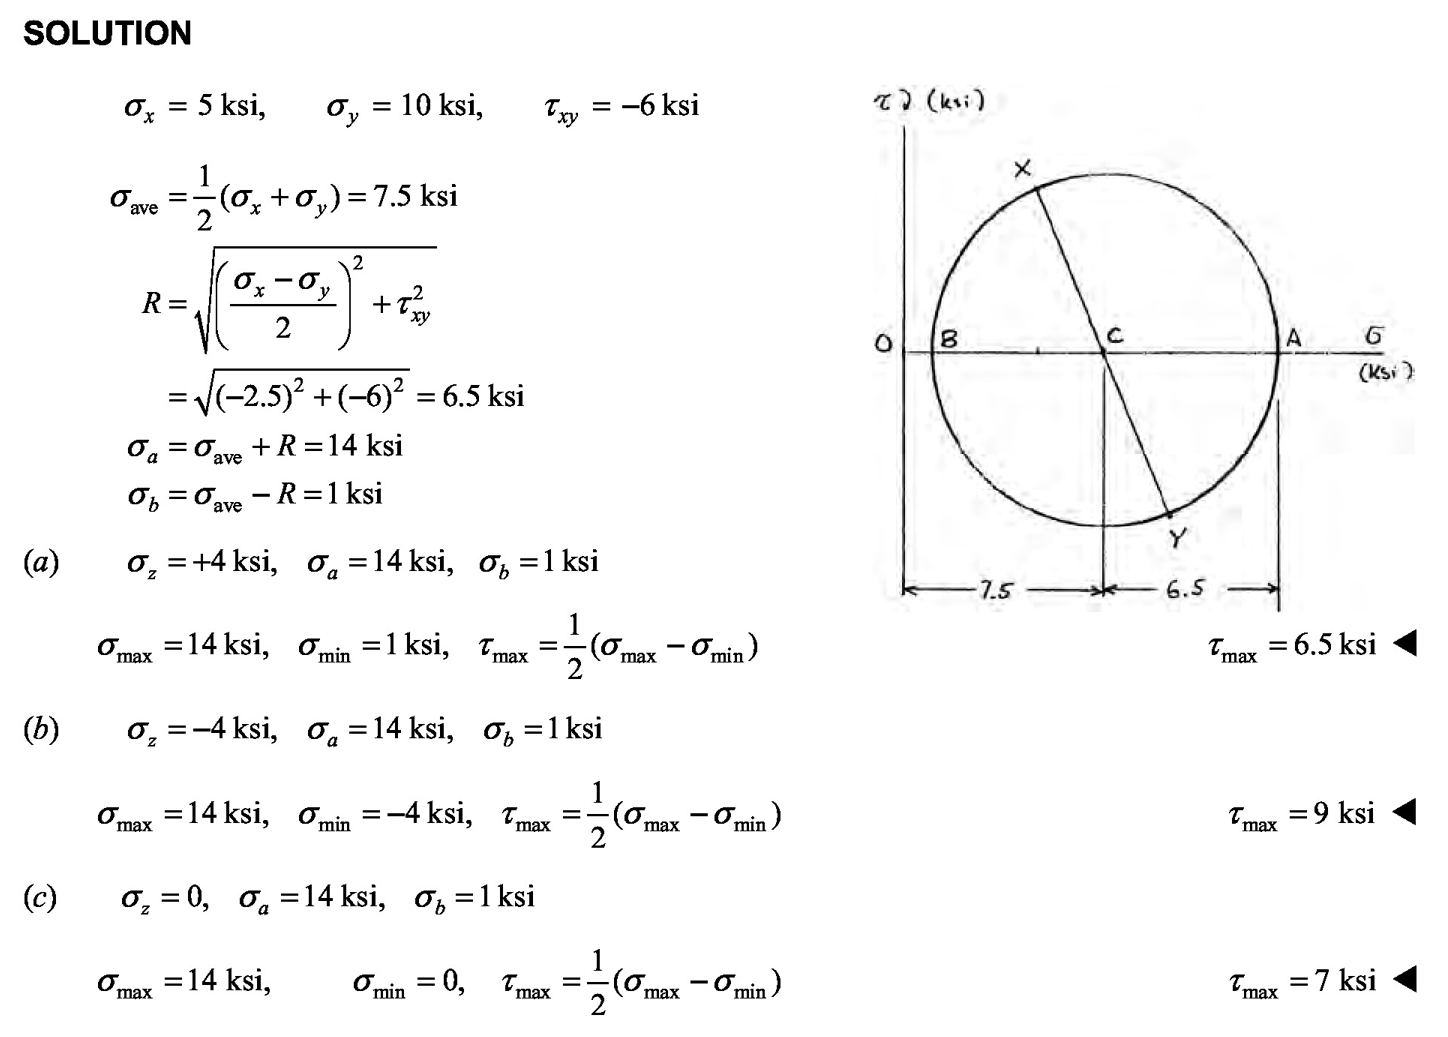 SOLUTION
σx = 5 ksi, σy = 10 ksi, τxy = −6 ksi
σave = 1/2 (σx + σy) = 7.5 ksi
R = √(((σx − σy)/2)² + τ²xy)
= √((−2.5)² + (−6)²) = 6.5 ksi
σa = σave + R = 14 ksi
σb = σave − R = 1 ksi
τ (ksi)
X
O B C A σ
(ksi)
Y
7.5 6.5
(a) σz = +4 ksi, σa = 14 ksi, σb = 1 ksi
σmax = 14 ksi, σmin = 1 ksi, τmax = 1/2 (σmax − σmin) τmax = 6.5 ksi ◀
(b) σz = −4 ksi, σa = 14 ksi, σb = 1 ksi
σmax = 14 ksi, σmin = −4 ksi, τmax = 1/2 (σmax − σmin) τmax = 9 ksi ◀
(c) σz = 0, σa = 14 ksi, σb = 1 ksi
σmax = 14 ksi, σmin = 0, τmax = 1/2 (σmax − σmin) τmax = 7 ksi ◀